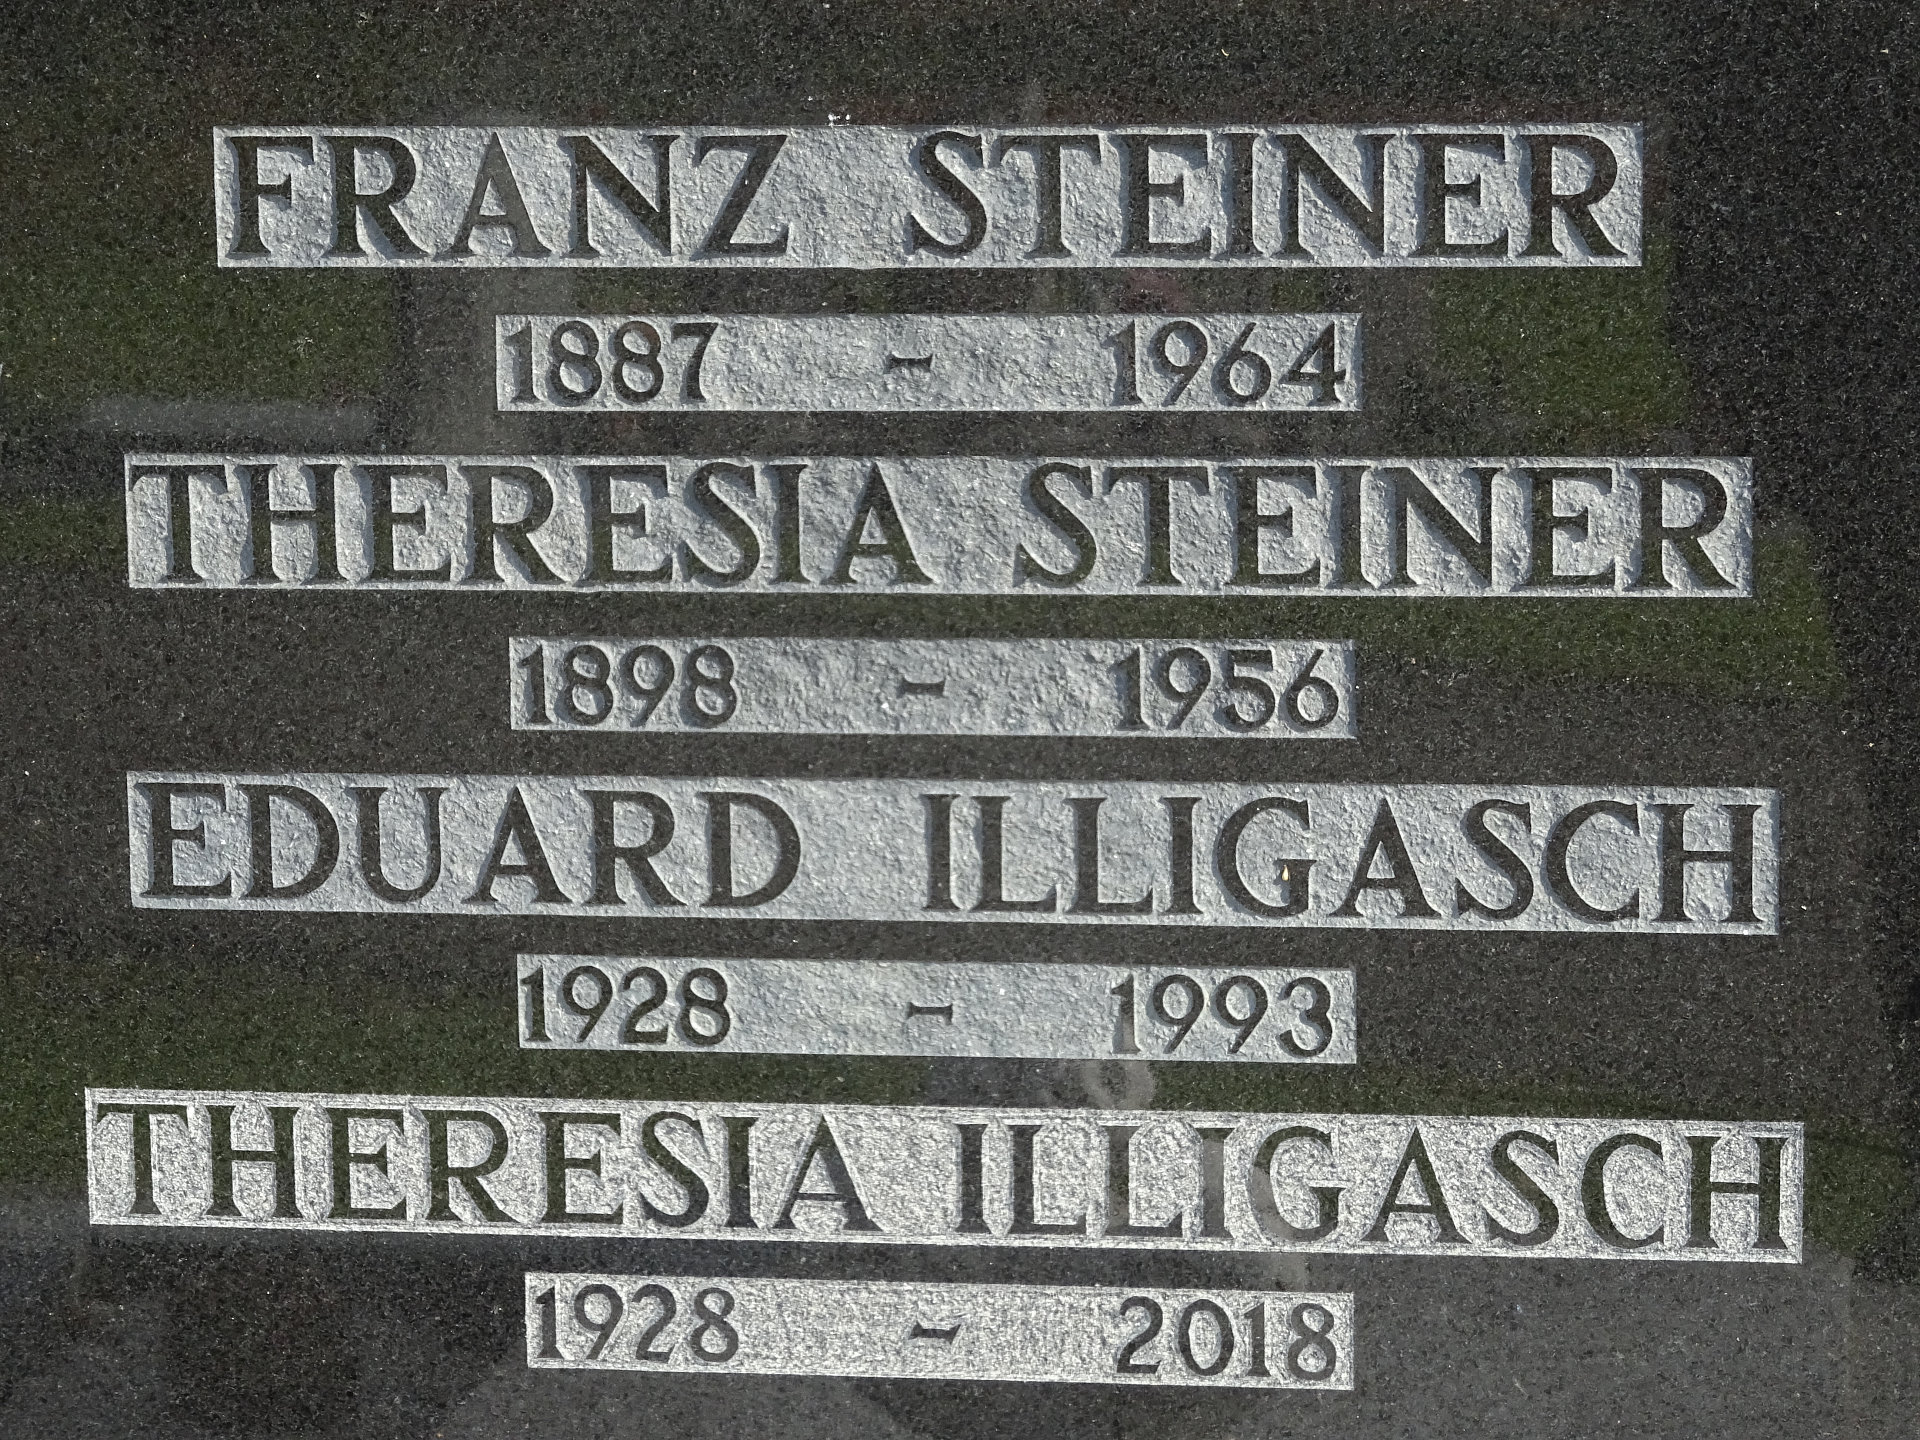 FRANZ STEINER
1887 - 1964
THERESIA STEINER
1898 - 1956
EDUARD ILLIGASCH
1928 - 1993
THERESIA ILLIGASCH
1928 - 2018